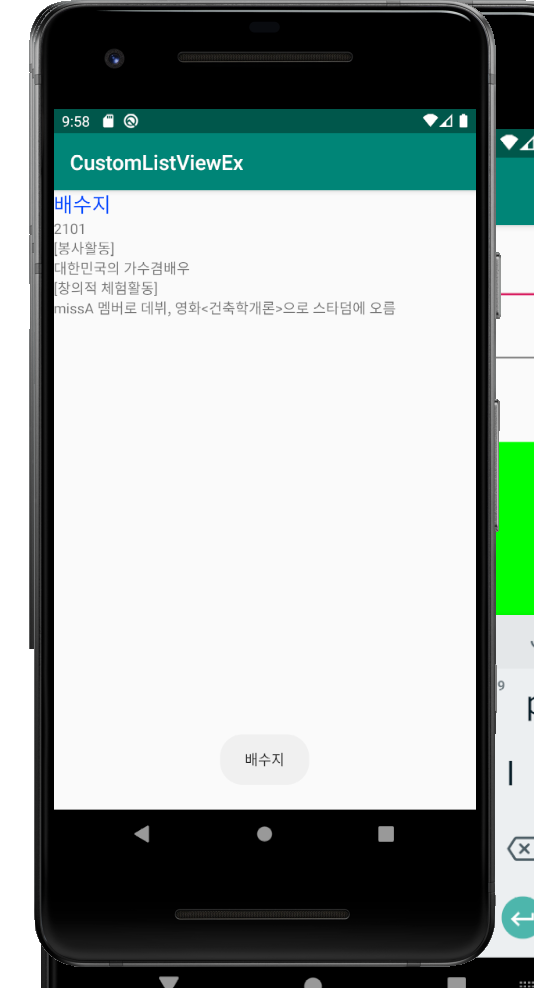 9:58
CustomListViewEx
배수지
2101
[봉사활동]
대한민국의 가수겸배우
[창의적 체험활동]
missA 멤버로 데뷔, 영화<건축학개론>으로 스타덤에 오름
배수지
9
p
l